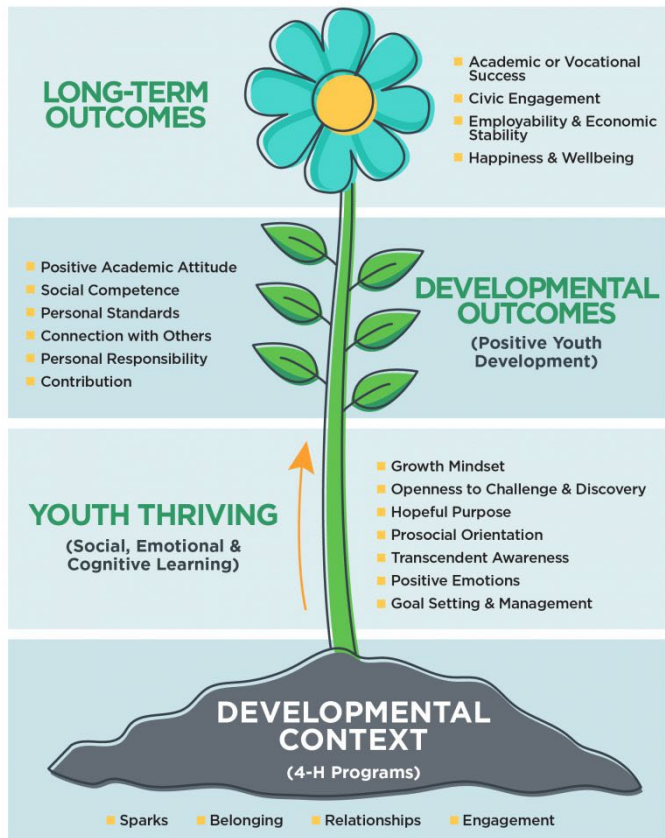 LONG-TERM
OUTCOMES
Academic or Vocational
Success
Civic Engagement
Employability & Economic
Stability
Happiness & Wellbeing
Positive Academic Attitude
Social Competence
Personal Standards
Connection with Others
Personal Responsibility
Contribution
DEVELOPMENTAL
OUTCOMES
(Positive Youth
Development)
YOUTH THRIVING
(Social, Emotional &
Cognitive Learning)
Growth Mindset
Openness to Challenge & Discovery
Hopeful Purpose
Prosocial Orientation
Transcendent Awareness
Positive Emotions
Goal Setting & Management
DEVELOPMENTAL
CONTEXT
(4-H Programs)
Sparks Belonging Relationships Engagement